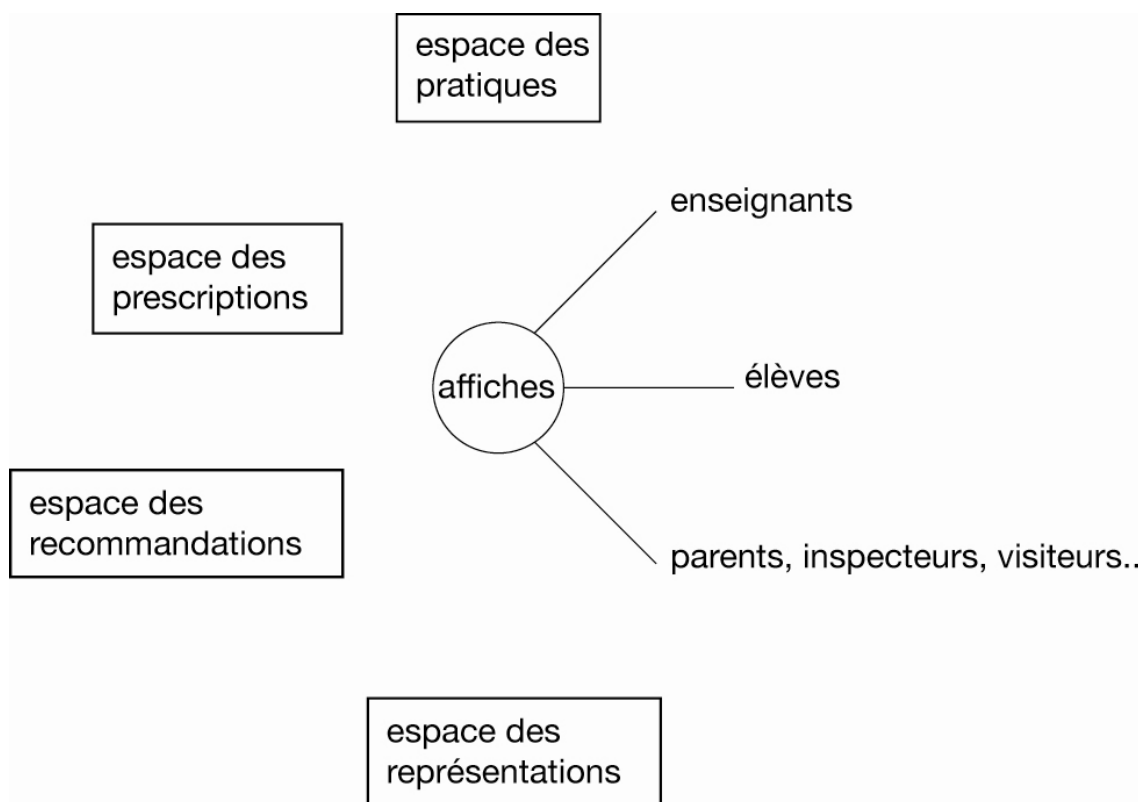 espace des
pratiques
enseignants
espace des
prescriptions
affiches
élèves
espace des
recommandations
parents, inspecteurs, visiteurs..
espace des
représentations